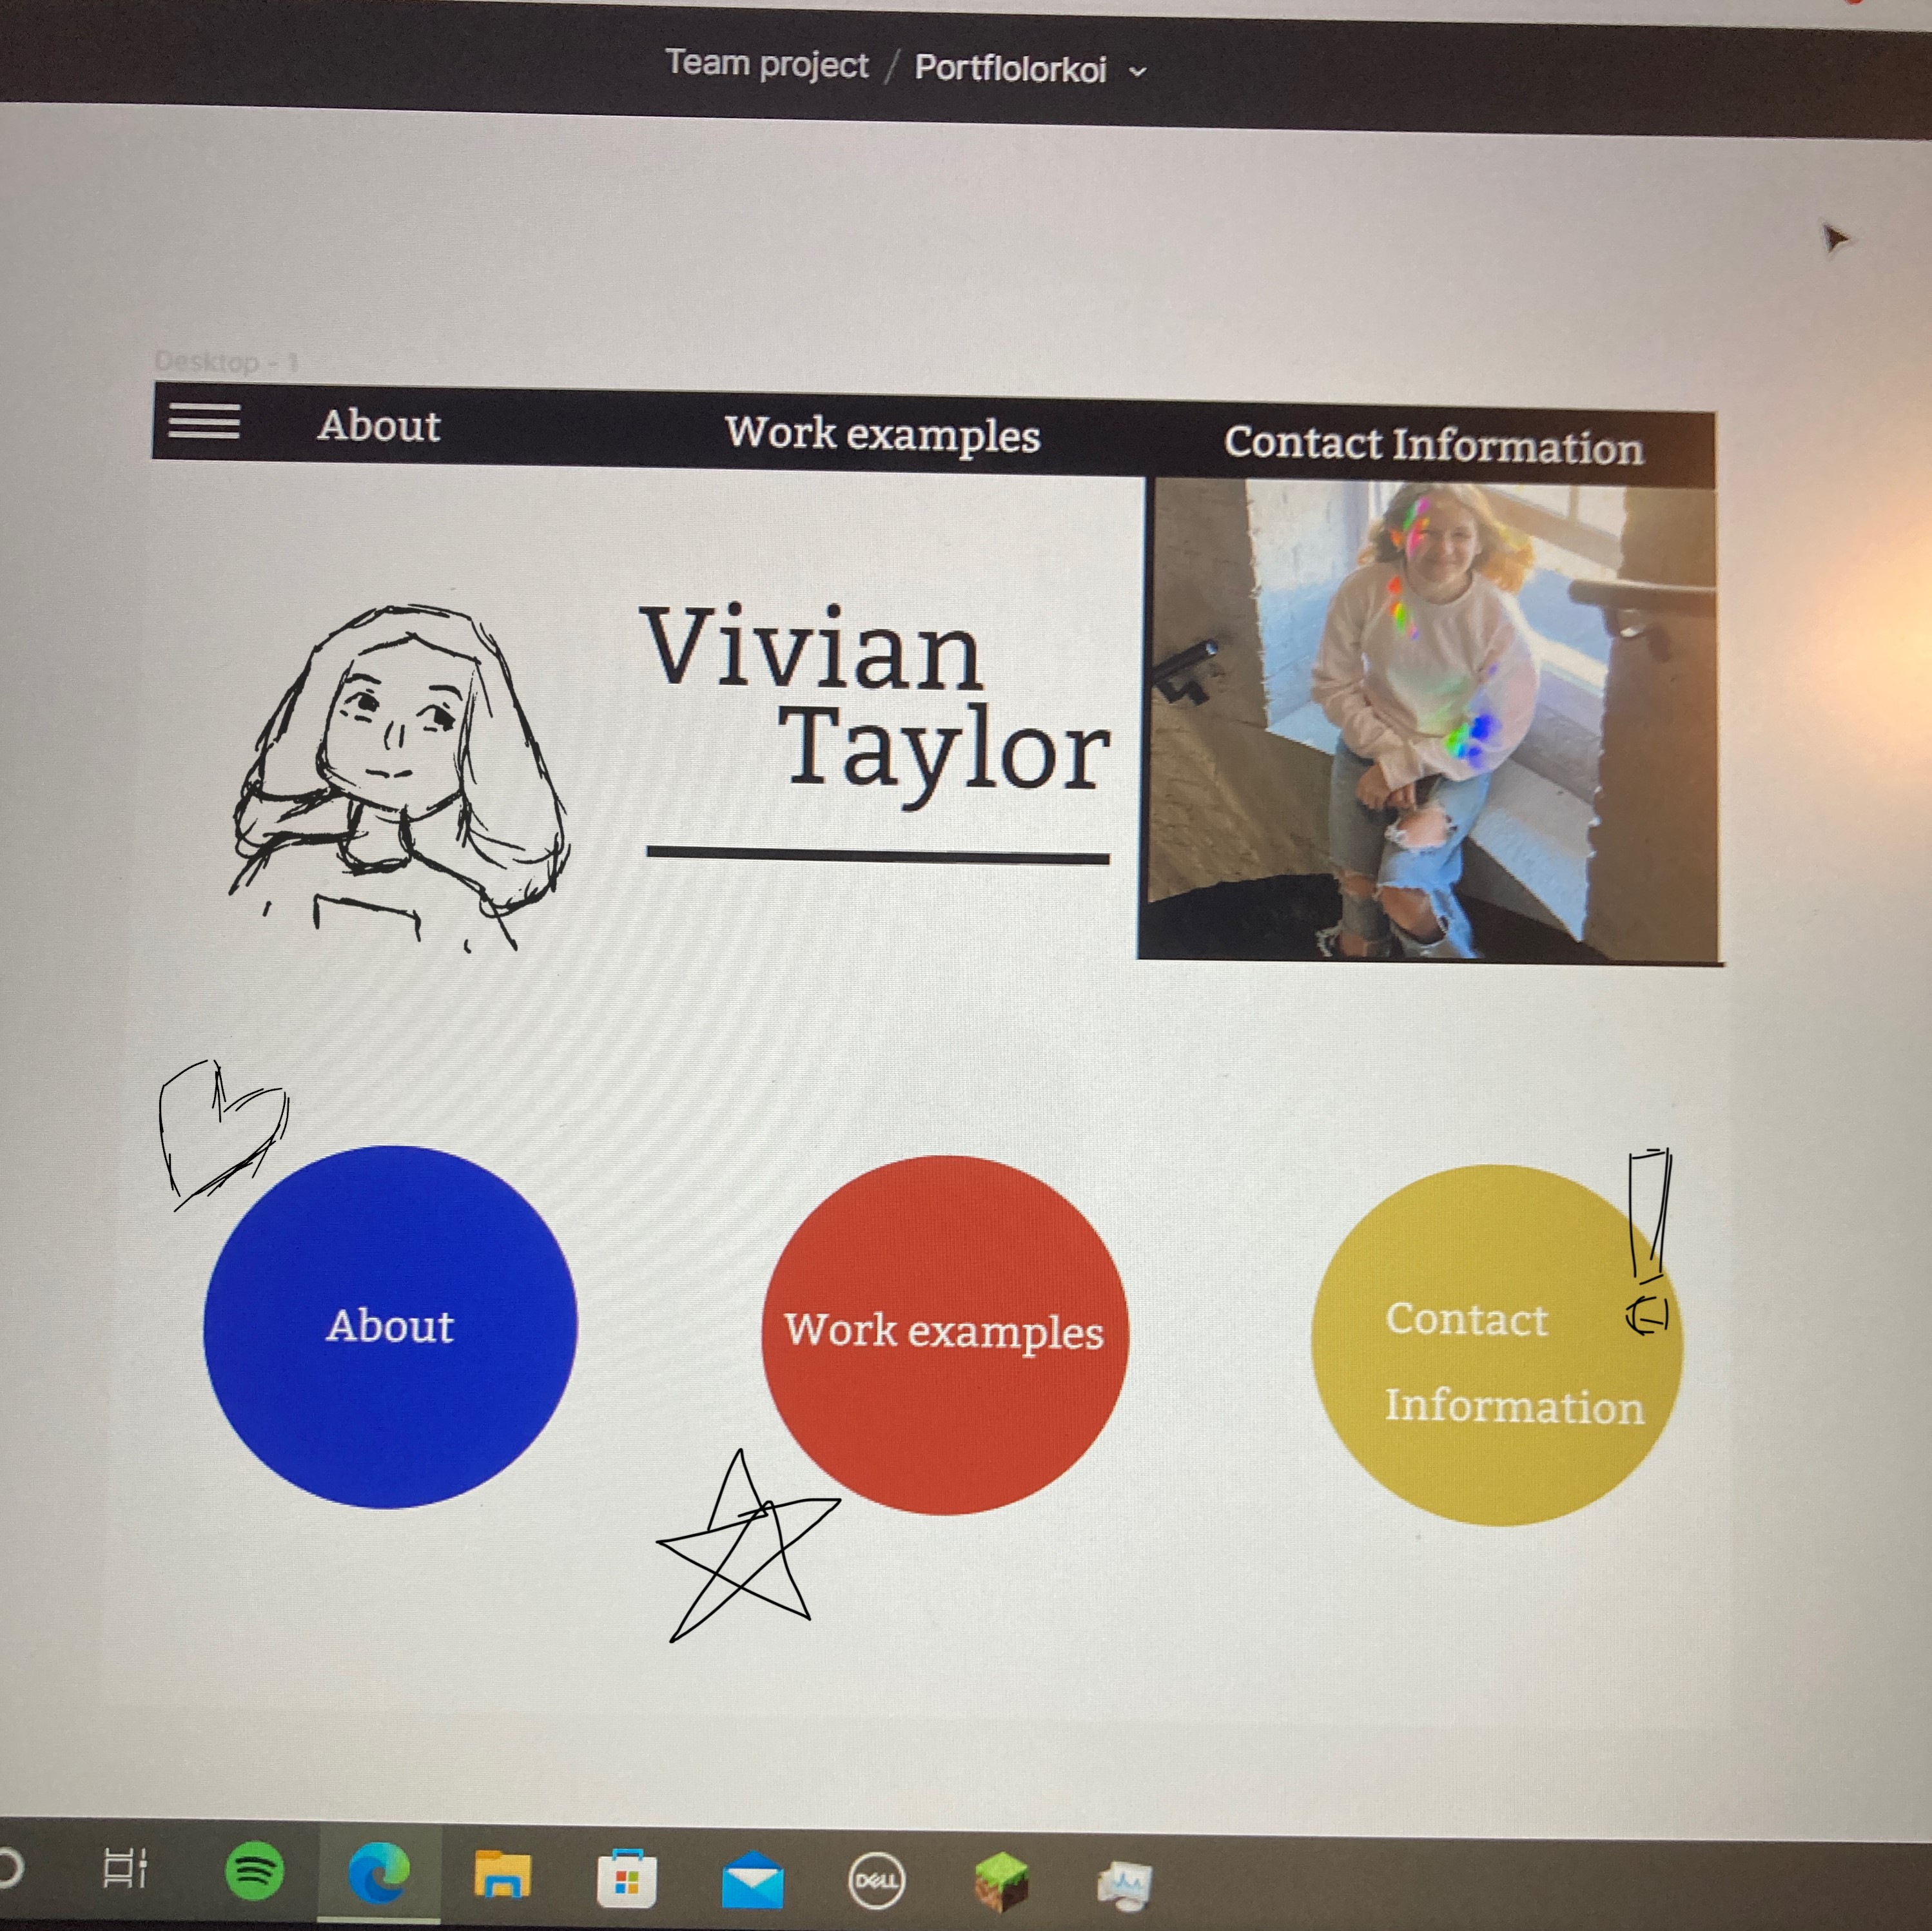 Team project / Portflolorkoi
Desktop - 1
About Work examples Contact Information
Vivian
Taylor
About
Work examples
Contact
Information
DELL